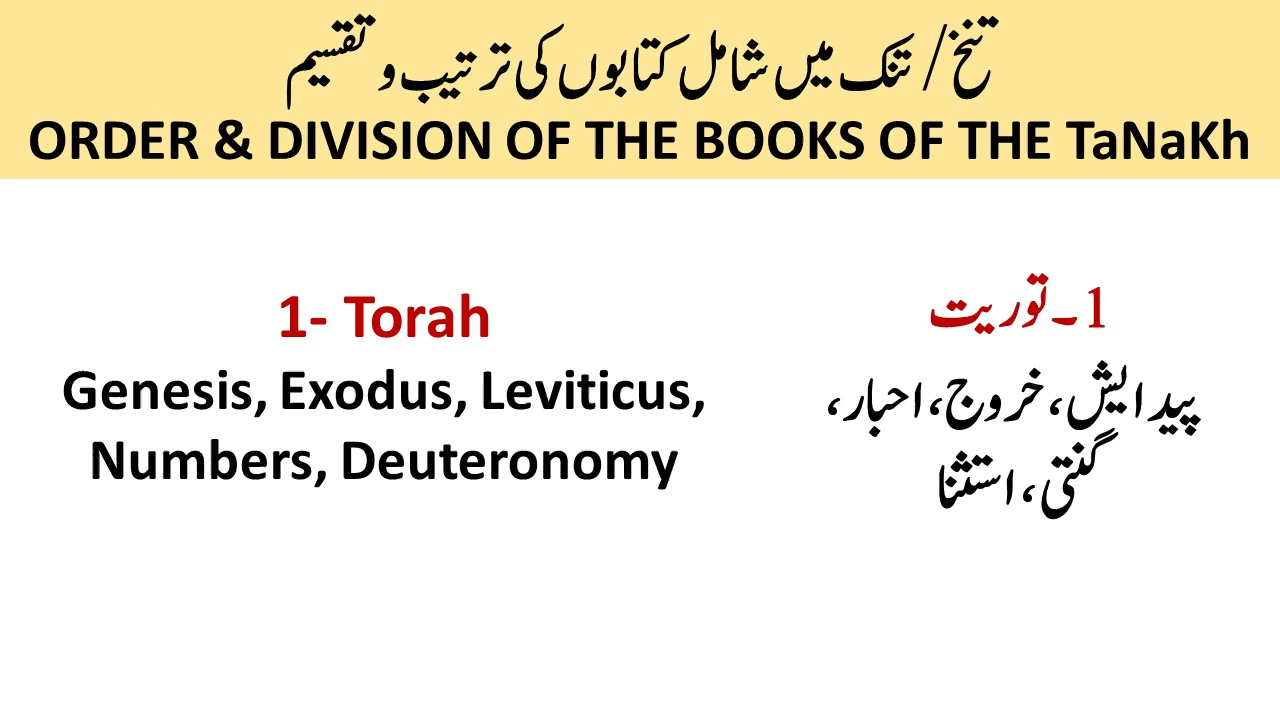 تنخ/ تنک میں شامل کتابوں کی ترتیب و تقسیم
ORDER & DIVISION OF THE BOOKS OF THE TaNaKh
1- Torah
Genesis, Exodus, Leviticus,
Numbers, Deuteronomy
1۔توریت
پیدایش، خروج، احبار،
گنتی، استثنا